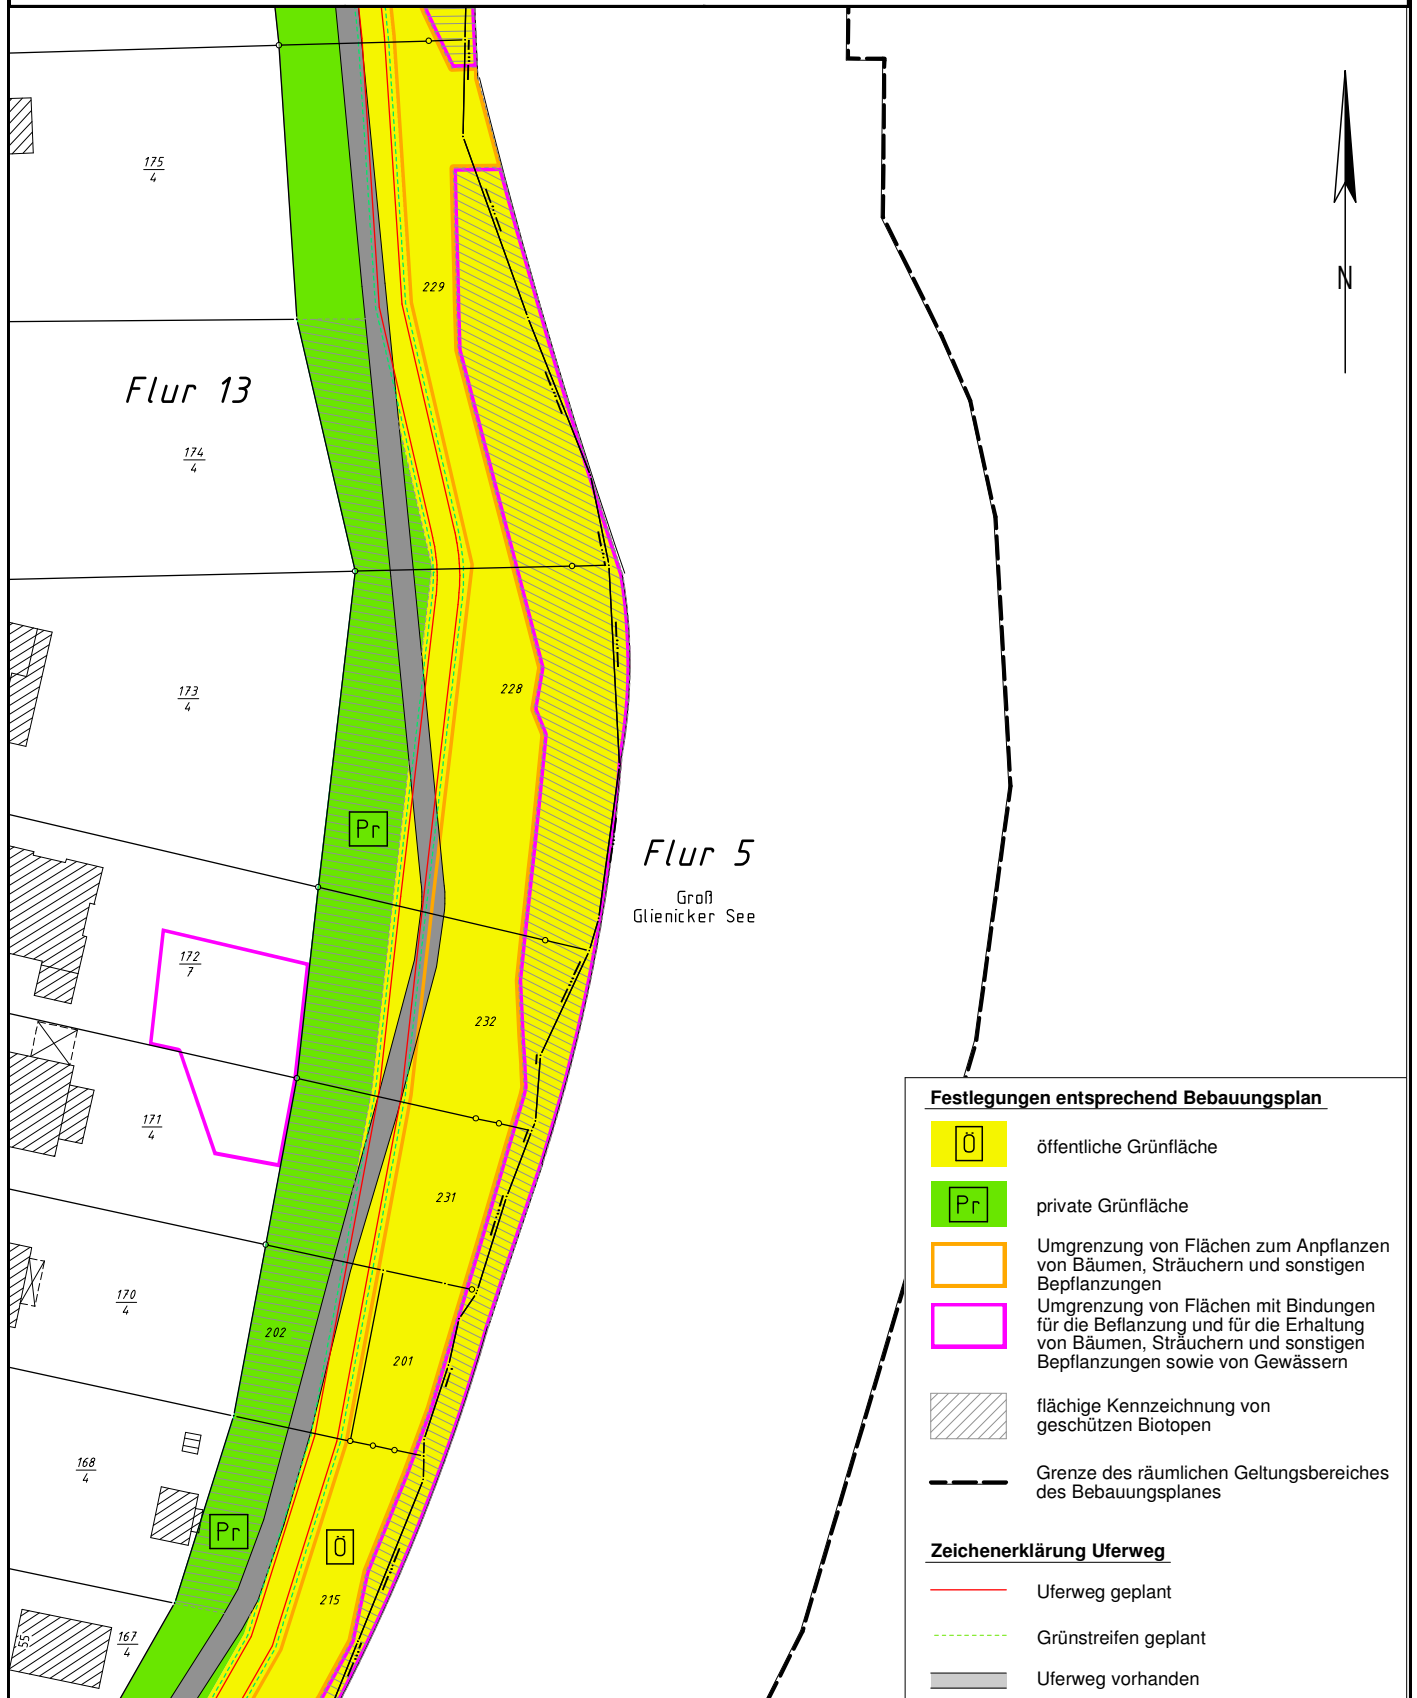 175
4
229
N
Flur 13
174
4
173
4
228
Pr
Flur 5
Groß
Glienicker See
172
7
232
171
4
231
170
4
202
201
168
4
Pr
Ö
215
167
4
55
Festlegungen entsprechend Bebauungsplan
Ö
öffentliche Grünfläche
Pr
private Grünfläche
Umgrenzung von Flächen zum Anpflanzen
von Bäumen, Sträuchern und sonstigen
Bepflanzungen
Umgrenzung von Flächen mit Bindungen
für die Beflanzung und für die Erhaltung
von Bäumen, Sträuchern und sonstigen
Bepflanzungen sowie von Gewässern
flächige Kennzeichnung von
geschützen Biotopen
Grenze des räumlichen Geltungsbereiches
des Bebauungsplanes
Zeichenerklärung Uferweg
Uferweg geplant
Grünstreifen geplant
Uferweg vorhanden